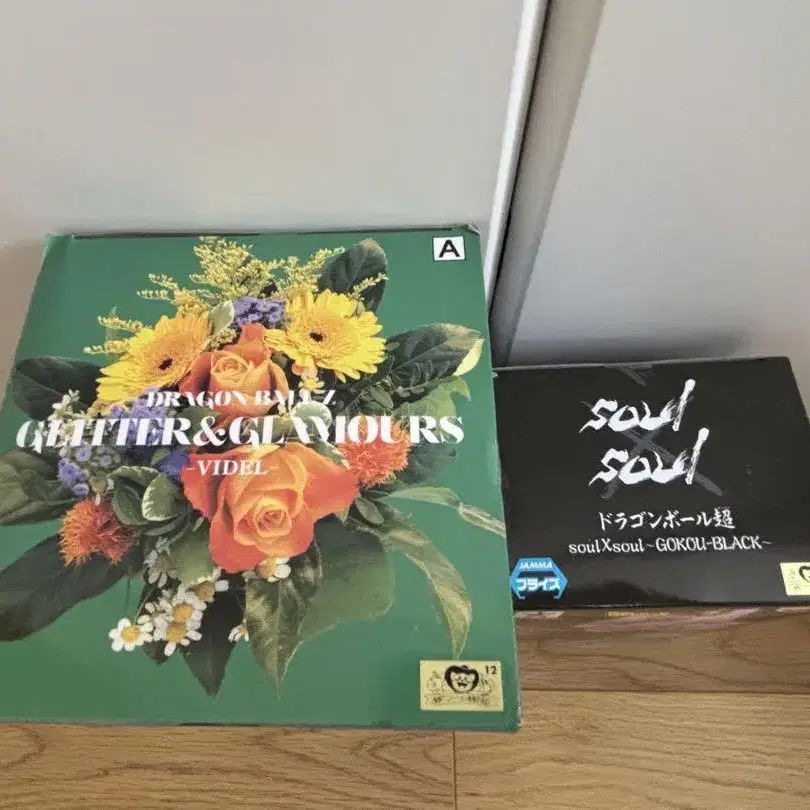 A
DRAGON BALL Z
GLITTER&GLAMOURS
-VIDEL-
12
soul
×
soul
ドラゴンボール超
soulXsoul~GOKOU-BLACK~
JAMMA
プライズ